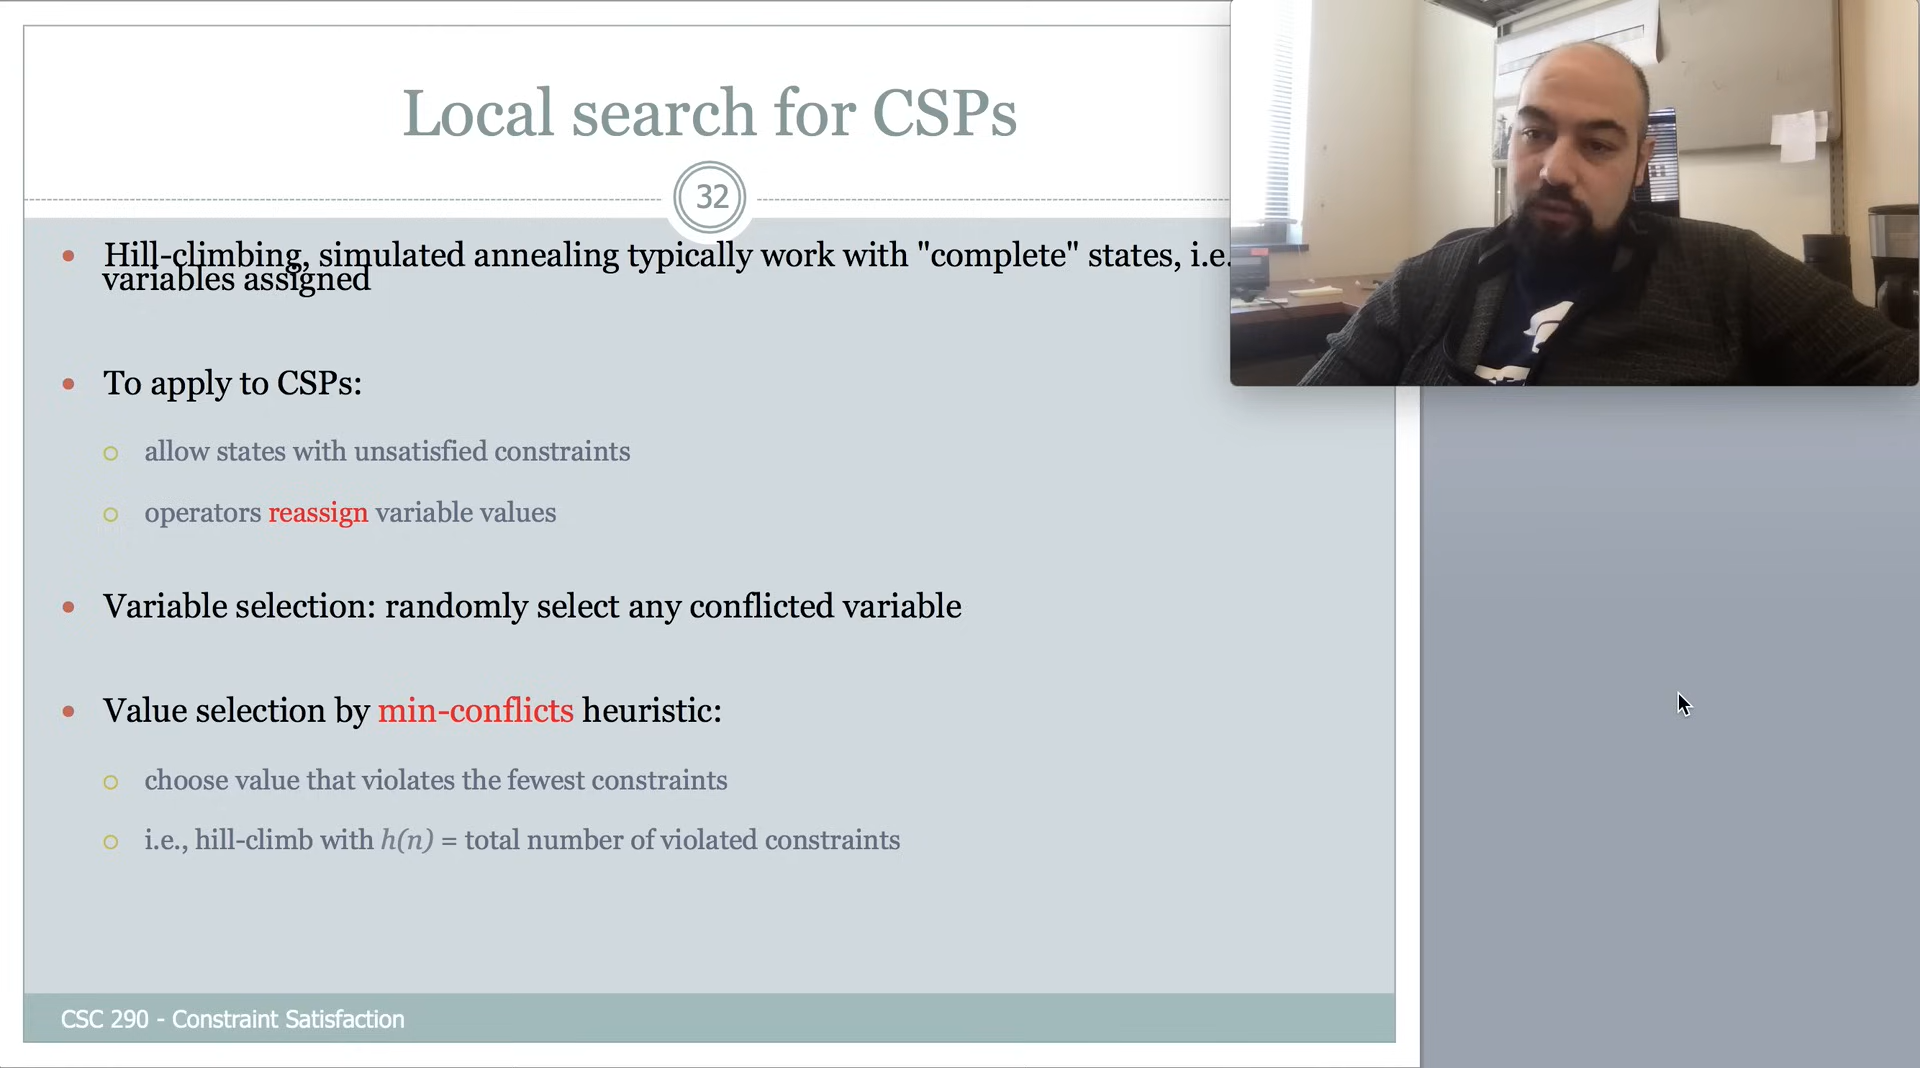 Local search for CSPs
32
Hill-climbing, simulated annealing typically work with "complete" states, i.e.
variables assigned
To apply to CSPs:
allow states with unsatisfied constraints
operators reassign variable values
Variable selection: randomly select any conflicted variable
Value selection by min-conflicts heuristic:
choose value that violates the fewest constraints
i.e., hill-climb with h(n) = total number of violated constraints
CSC 290 - Constraint Satisfaction